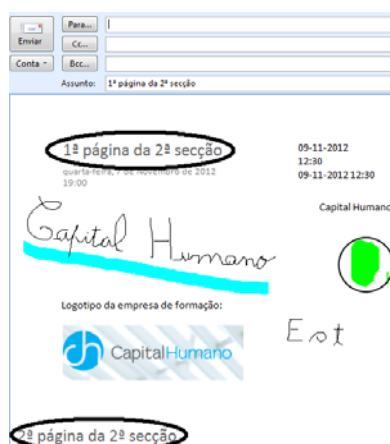 Para...
Enviar
Cc...
Conta
Bcc...
Assunto: 1ª página da 2ª secção
1ª página da 2ª secção
quarta-feira, 7 de Novembro de 2012
19:00
09-11-2012
12:30
09-11-2012 12:30
Capital Humano
Capital Humano
Logotipo da empresa de formação:
CapitalHumano
Est
2ª página da 2ª secção